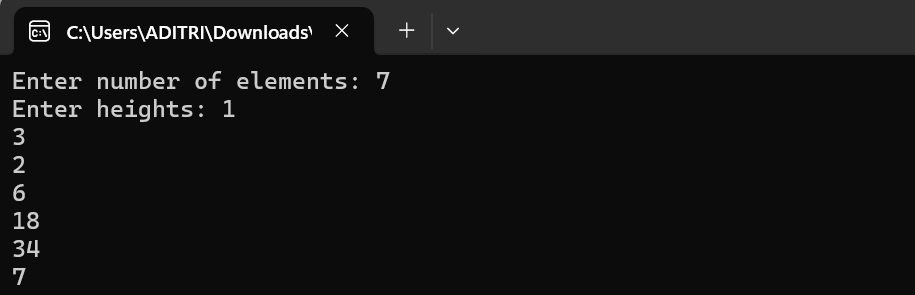 C:\Users\ADITRI\Downloads\
Enter number of elements: 7
Enter heights: 1
3
2
6
18
34
7